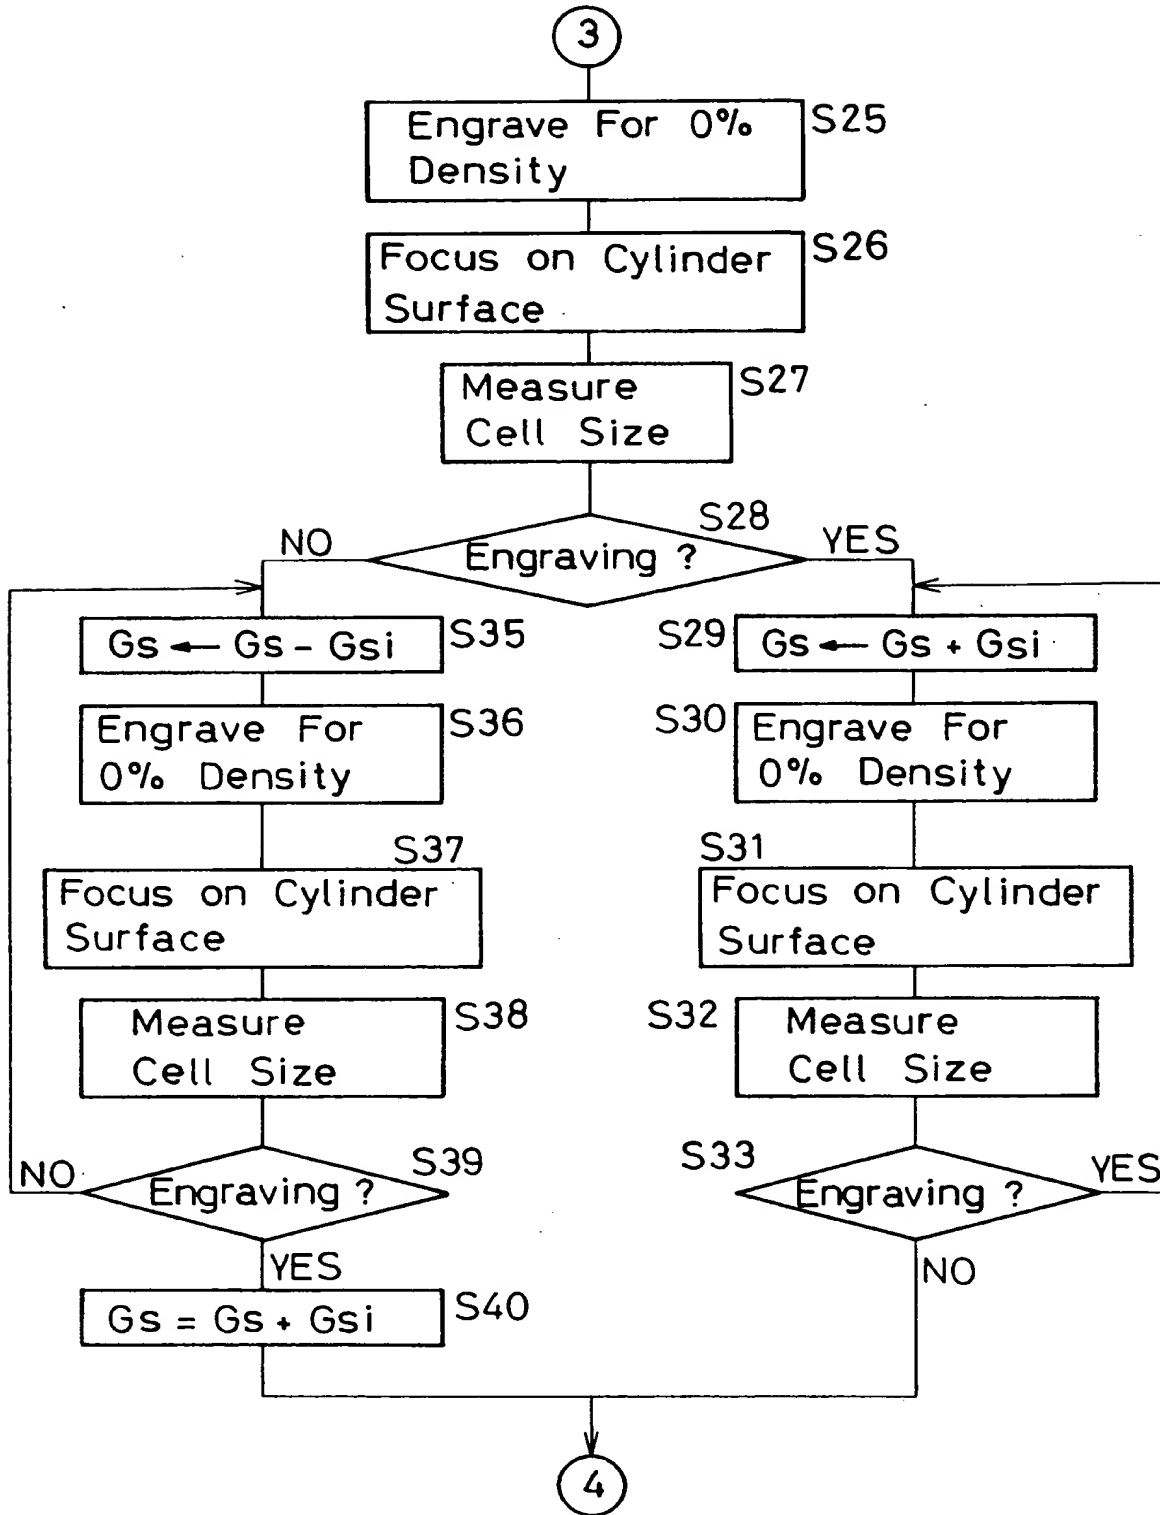 3
Engrave For 0%
Density
S25
Focus on Cylinder
Surface
S26
Measure
Cell Size
S27
S28
NO
Engraving ?
YES
Gs ← Gs - Gsi
S35
Engrave For
0% Density
S36
S37
Focus on Cylinder
Surface
Measure
Cell Size
S38
NO
S39
Engraving ?
YES
Gs = Gs + Gsi
S40
S29
Gs ← Gs + Gsi
S30
Engrave For
0% Density
S31
Focus on Cylinder
Surface
S32
Measure
Cell Size
S33
Engraving ?
YES
NO
4